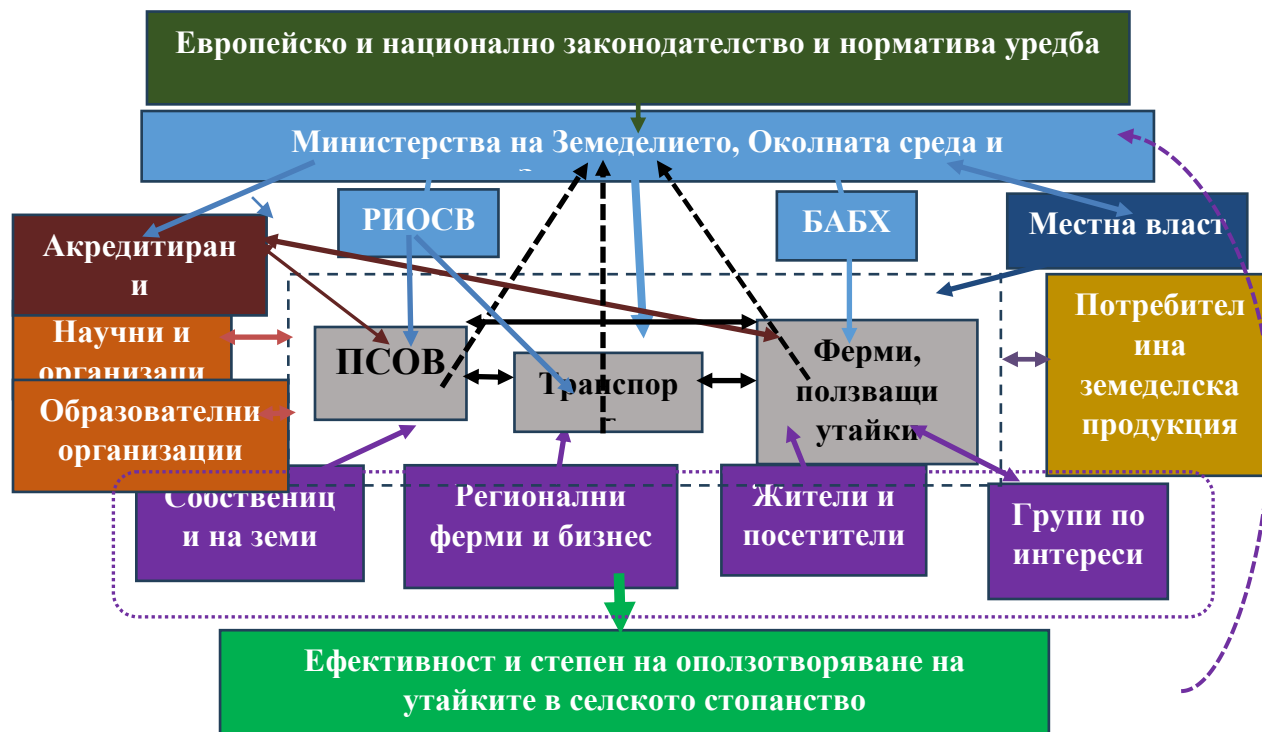 Европейско и национално законодателство и норматива уредба
Министерства на Земеделието, Околната среда и
РИОСВ
БАБХ
Местна власт
Акредитиран
и
Научни и
организаци
Образователни
организации
ПСОВ
Транспор
Ферми,
ползващи
утайки
Потребител
ина
земеделска
продукция
Собствениц
и на земи
Регионални
ферми и бизнес
Жители и
посетители
Групи по
интереси
Ефективност и степен на оползотворяване на
утайките в селското стопанство